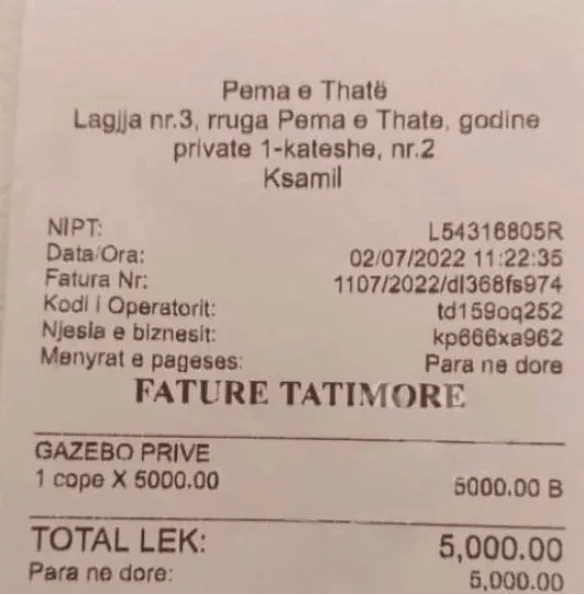 Pema e Thatë
Lagjja nr.3, rruga Pema e Thate, godine
private 1-kateshe, nr.2
Ksamil
NIPT: L54316805R
Data/Ora: 02/07/2022 11:22:35
Fatura Nr: 1107/2022/dl368fs974
Kodi i Operatorit: td159oq252
Njesia e biznesit: kp666xa962
Menyrat e pageses: Para ne dore
FATURE TATIMORE
GAZEBO PRIVE
1 cope X 5000.00 5000.00 B
TOTAL LEK: 5,000.00
Para ne dore: 5,000.00